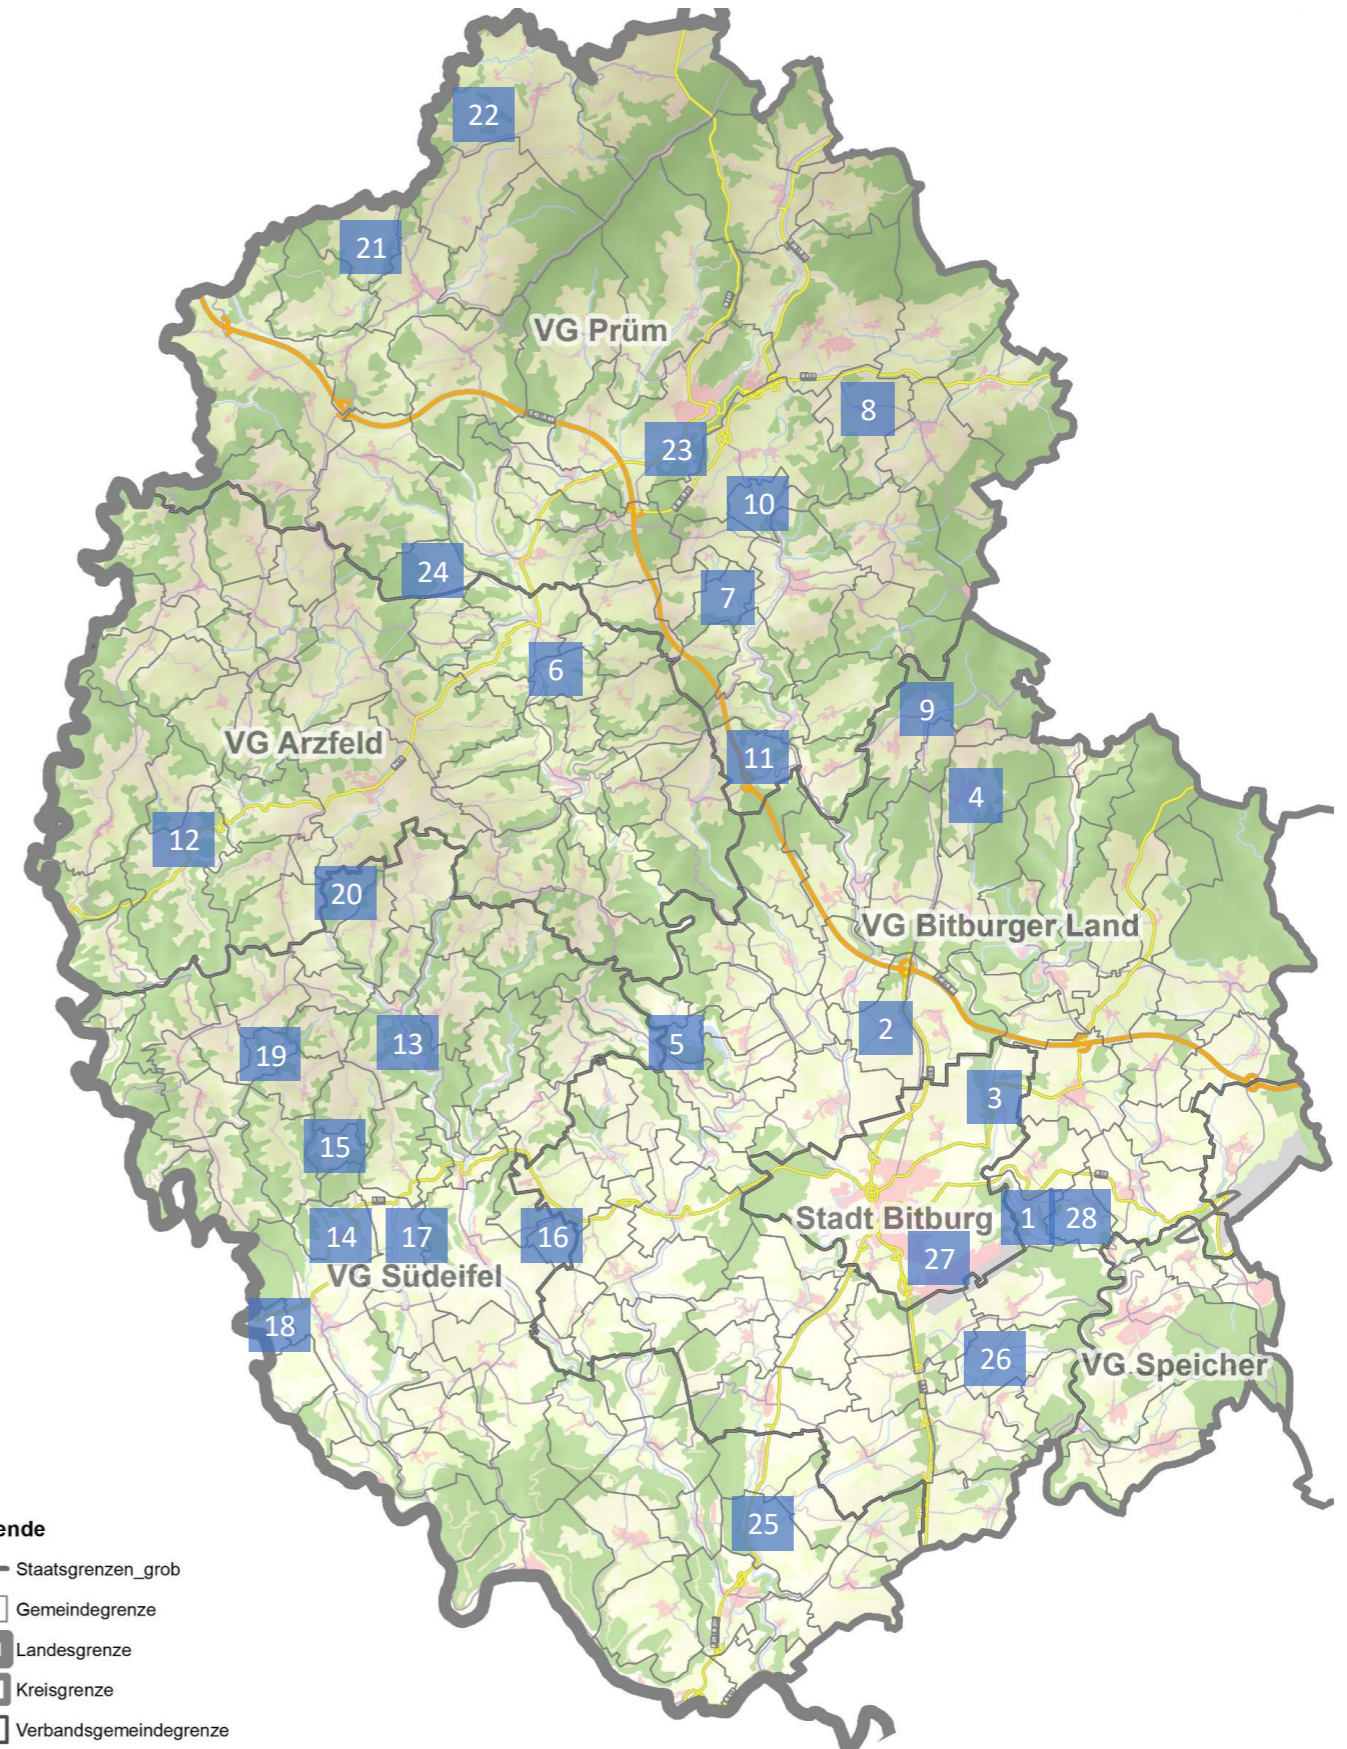 22
21
VG Prüm
8
23
10
24
7
6
9
VG Arzfeld
11
4
12
20
VG Bitburger Land
2
5
13
19
3
15
Stadt Bitburg
1
28
14
17
16
27
VG Südeifel
18
26
VG Speicher
25
ende
Staatsgrenzen_grob
Gemeindegrenze
Landesgrenze
Kreisgrenze
Verbandsgemeindegrenze